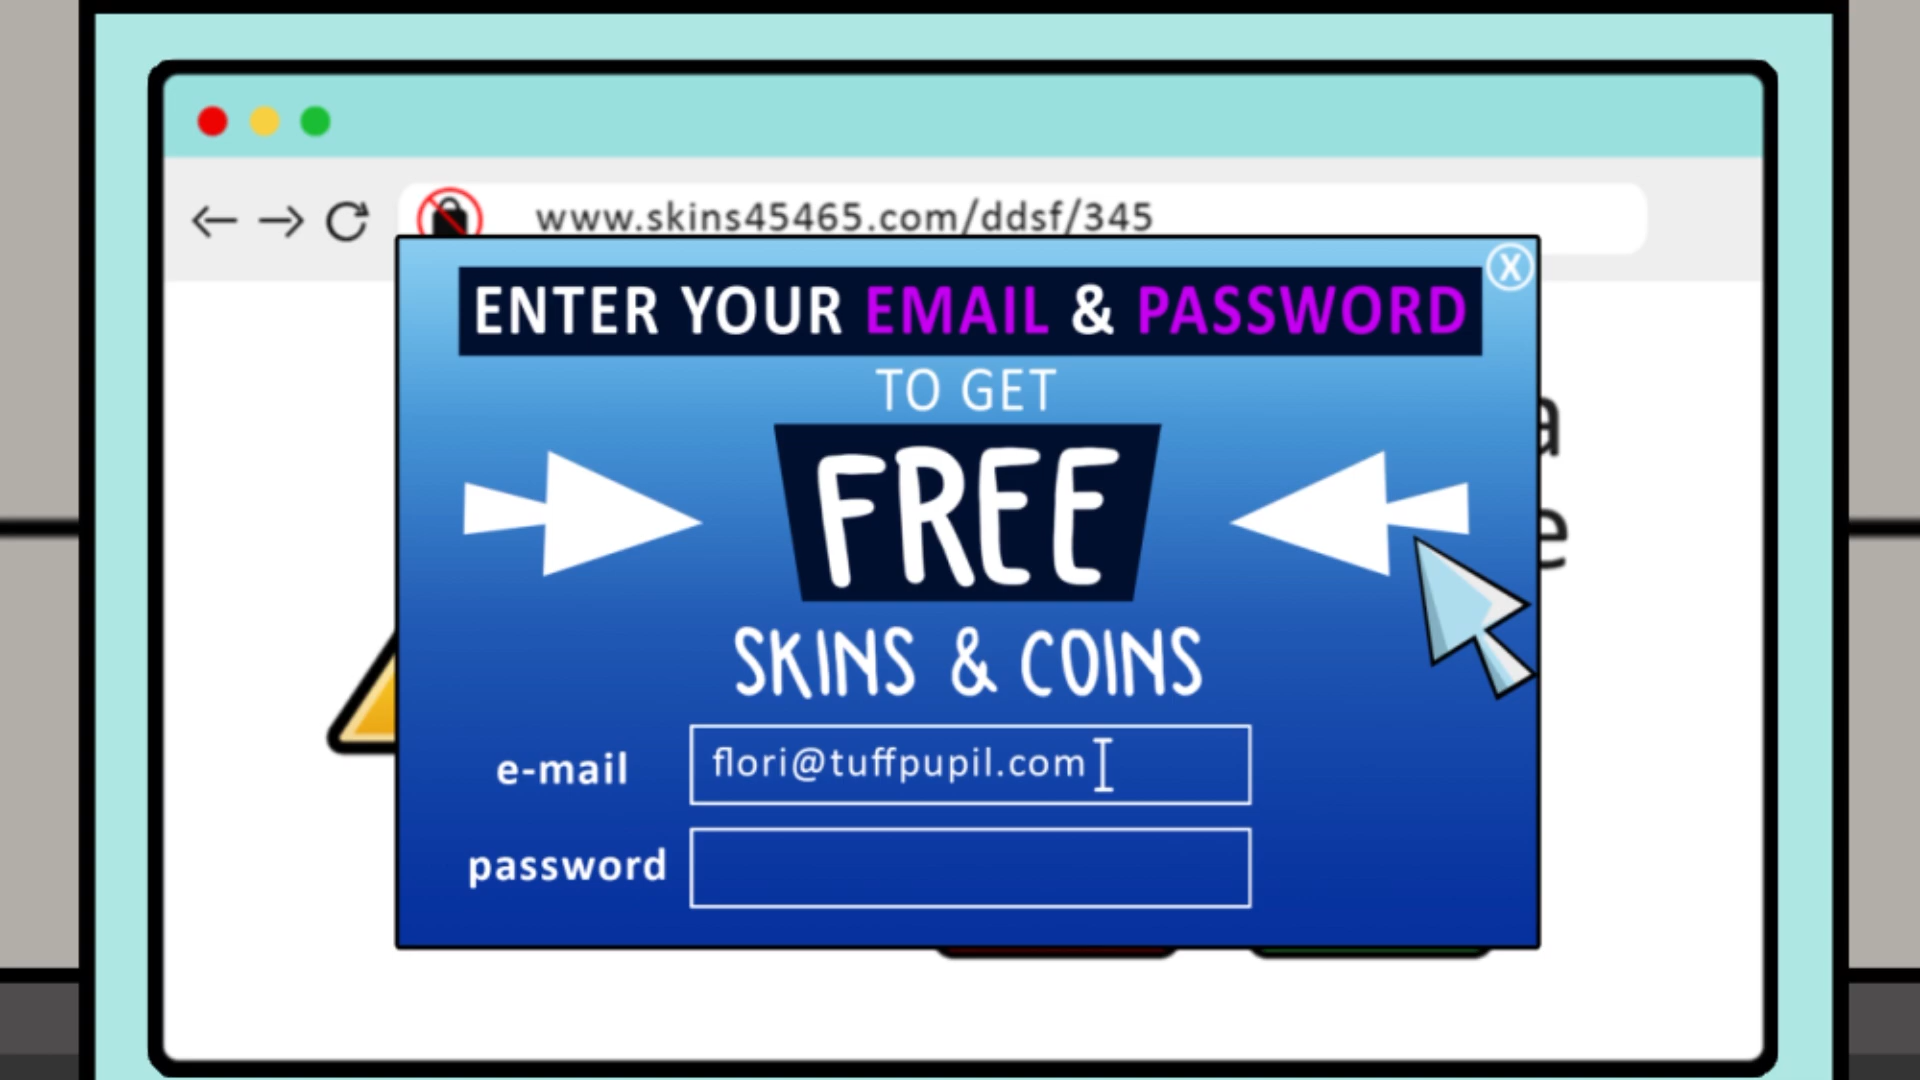 www.skins45465.com/ddsf/345
X
ENTER YOUR EMAIL & PASSWORD
TO GET
FREE
SKINS & COINS
e-mail
flori@tuffpupil.com
password